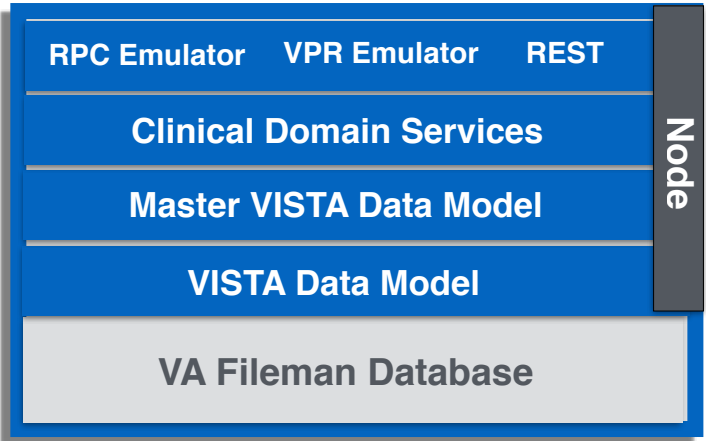 RPC Emulator VPR Emulator REST
Clinical Domain Services
Master VISTA Data Model
VISTA Data Model
VA Fileman Database
Node